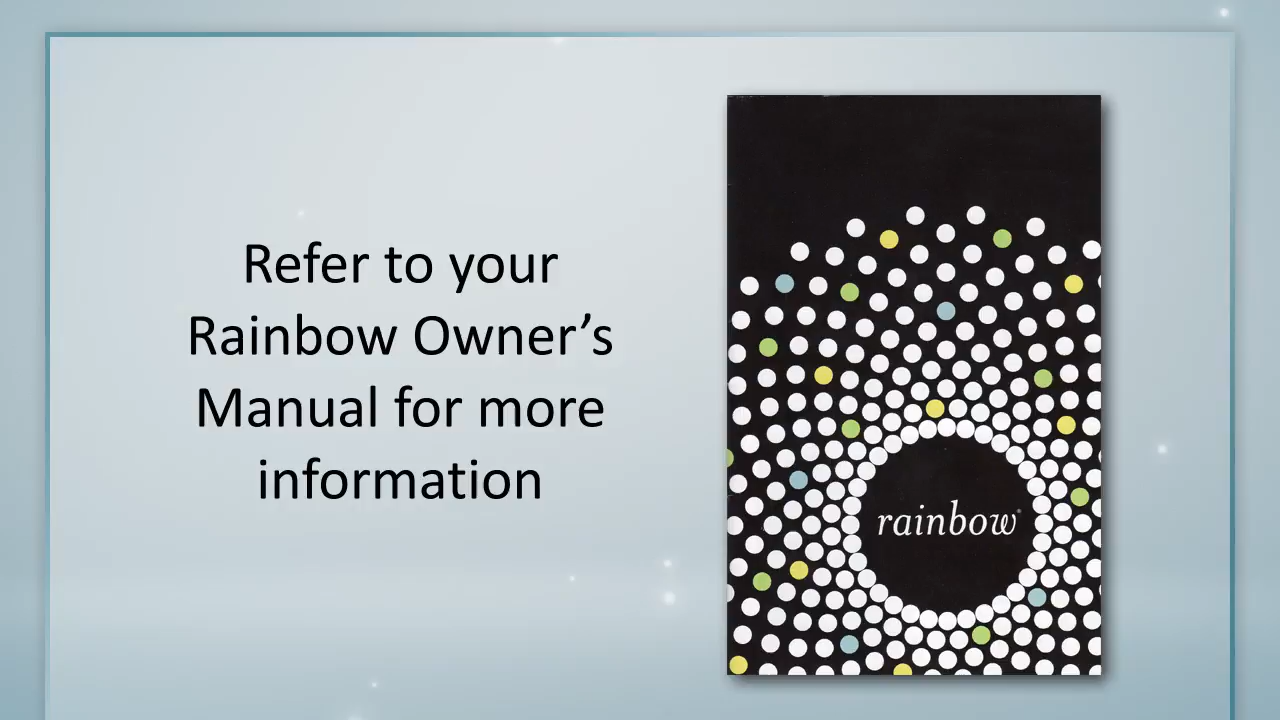 Refer to your
Rainbow Owner’s
Manual for more
information
rainbow®